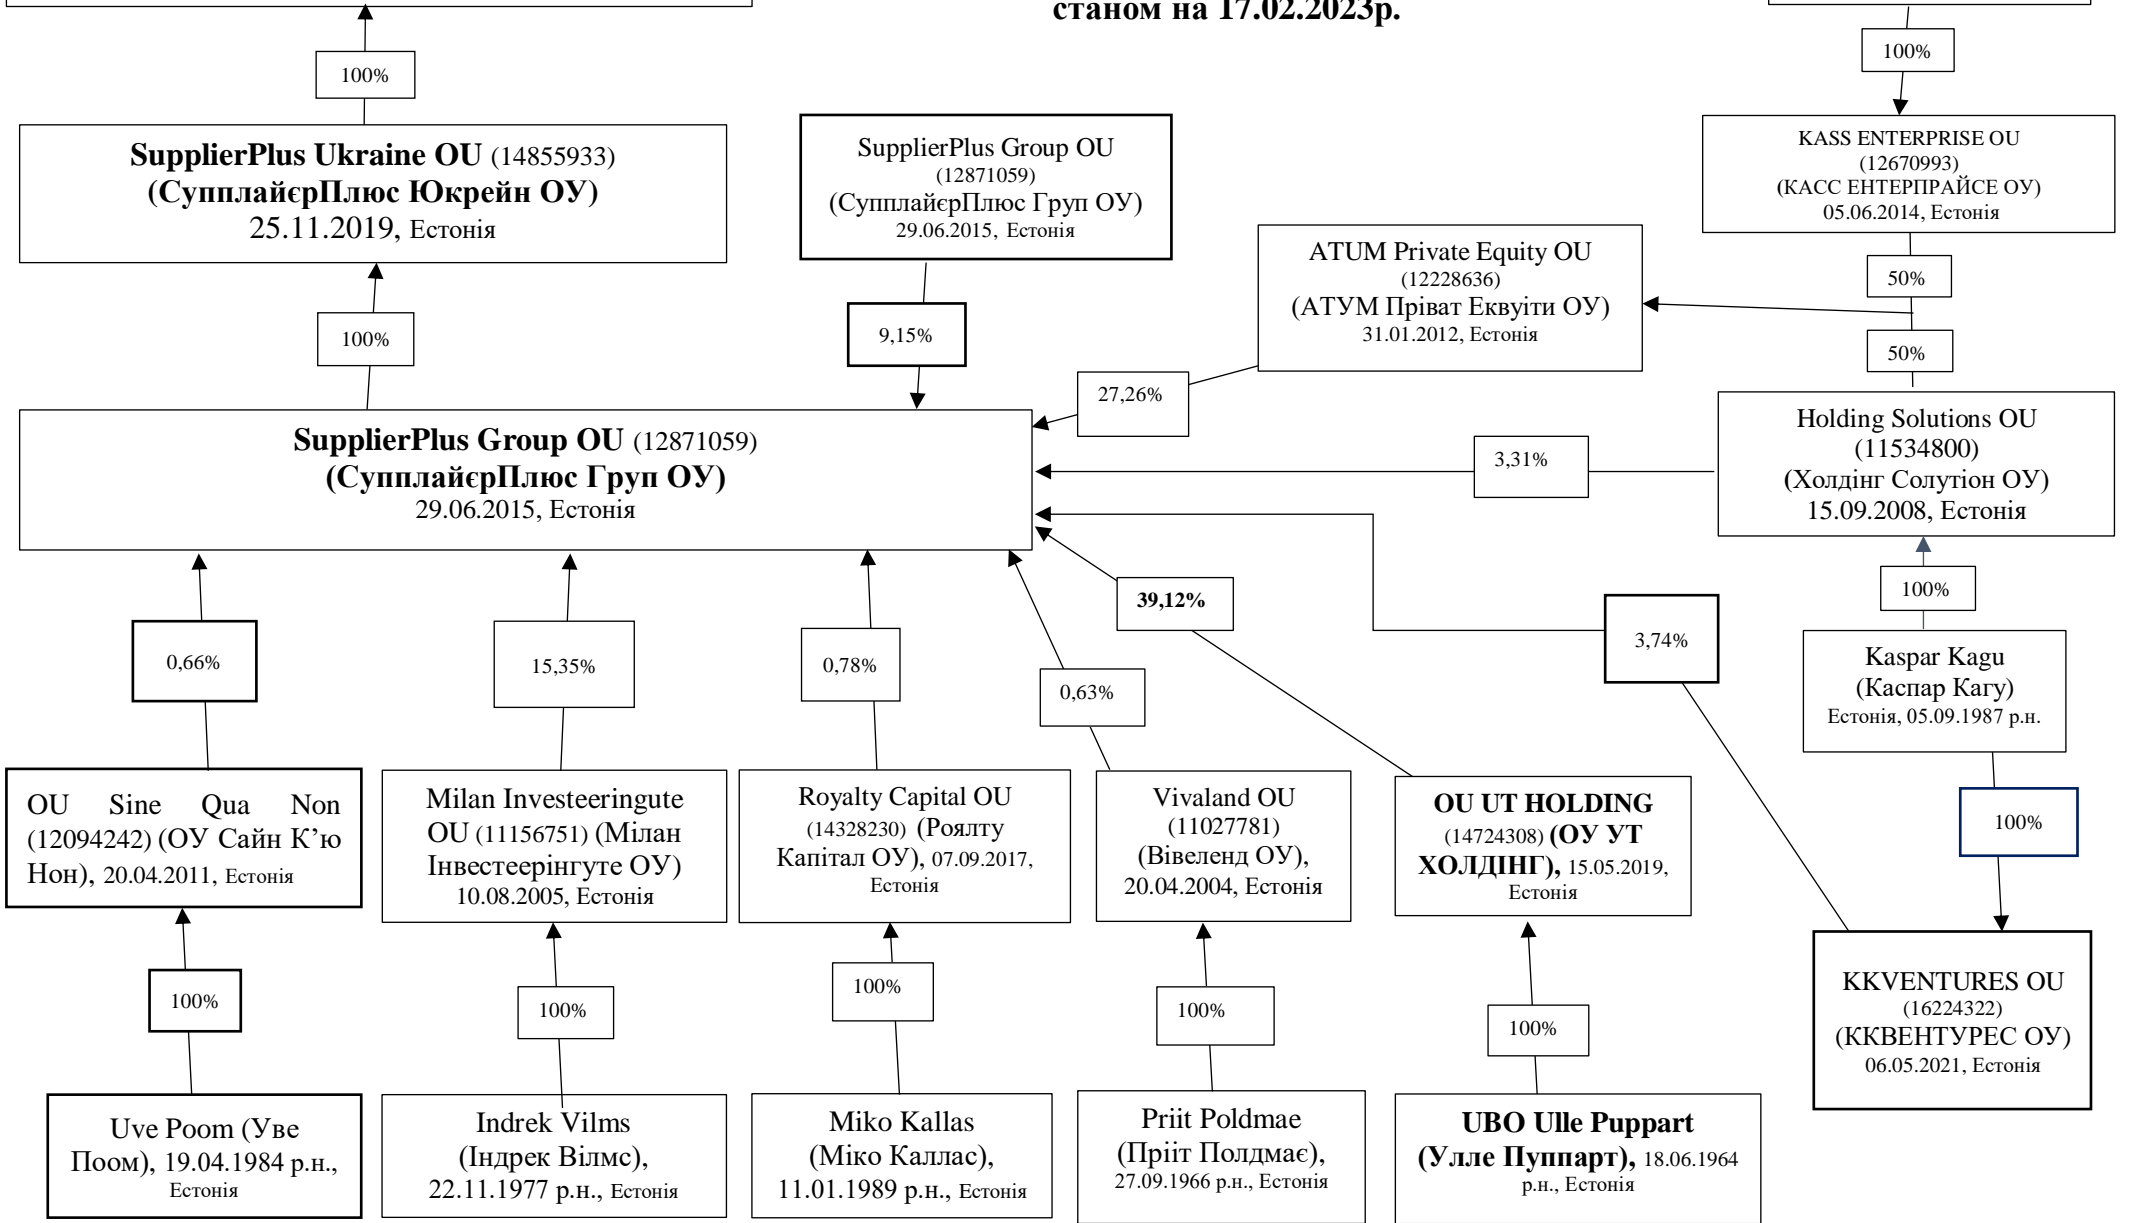 станом на 17.02.2023р.
100%
100%
SupplierPlus Ukraine OU (14855933)
(СупплайєрПлюс Юкрейн ОУ)
25.11.2019, Естонія
SupplierPlus Group OU
(12871059)
(СупплайєрПлюс Груп ОУ)
29.06.2015, Естонія
KASS ENTERPRISE OU
(12670993)
(КАСС ЕНТЕРПРАЙСЕ ОУ)
05.06.2014, Естонія
ATUM Private Equity OU
(12228636)
(АТУМ Пріват Еквуіти ОУ)
31.01.2012, Естонія
50%
100%
9,15%
50%
27,26%
Holding Solutions OU
(11534800)
(Холдінг Солутіон ОУ)
15.09.2008, Естонія
SupplierPlus Group OU (12871059)
(СупплайєрПлюс Груп ОУ)
29.06.2015, Естонія
3,31%
100%
39,12%
3,74%
0,66%
15,35%
0,78%
0,63%
Kaspar Kagu
(Каспар Кагу)
Естонія, 05.09.1987 р.н.
100%
OU Sine Qua Non
(12094242) (ОУ Сайн К’ю
Нон), 20.04.2011, Естонія
Milan Investeeringute
OU (11156751) (Мілан
Інвестеерінгуте ОУ)
10.08.2005, Естонія
Royalty Capital OU
(14328230) (Роялту
Капітал ОУ), 07.09.2017,
Естонія
Vivaland OU
(11027781)
(Вівеленд ОУ),
20.04.2004, Естонія
OU UT HOLDING
(14724308) (ОУ УТ
ХОЛДІНГ), 15.05.2019,
Естонія
KKVENTURES OU
(16224322)
(ККВЕНТУРЕС ОУ)
06.05.2021, Естонія
100%
100%
100%
100%
100%
Uve Poom (Уве
Поом), 19.04.1984 р.н.,
Естонія
Indrek Vilms
(Індрек Вілмс),
22.11.1977 р.н., Естонія
Miko Kallas
(Міко Каллас),
11.01.1989 р.н., Естонія
Priit Poldmae
(Прііт Полдмає),
27.09.1966 р.н., Естонія
UBO Ulle Puppart
(Улле Пуппарт), 18.06.1964
р.н., Естонія